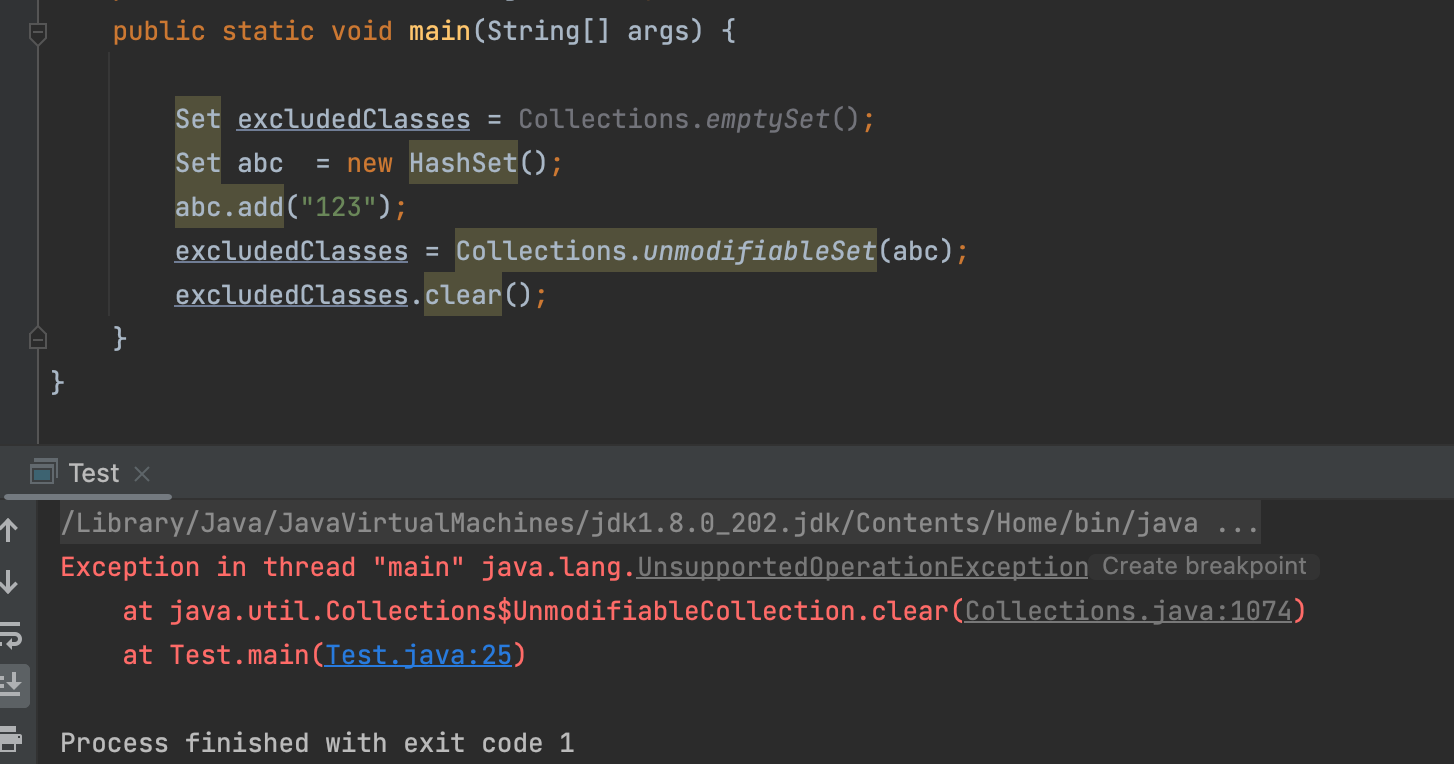 public static void main(String[] args) {
Set excludedClasses = Collections.emptySet();
Set abc  = new HashSet();
abc.add("123");
excludedClasses = Collections.unmodifiableSet(abc);
excludedClasses.clear();
}
}
Test
/Library/Java/JavaVirtualMachines/jdk1.8.0_202.jdk/Contents/Home/bin/java ...
Exception in thread "main" java.lang.UnsupportedOperationException Create breakpoint
at java.util.Collections$UnmodifiableCollection.clear(Collections.java:1074)
at Test.main(Test.java:25)
Process finished with exit code 1